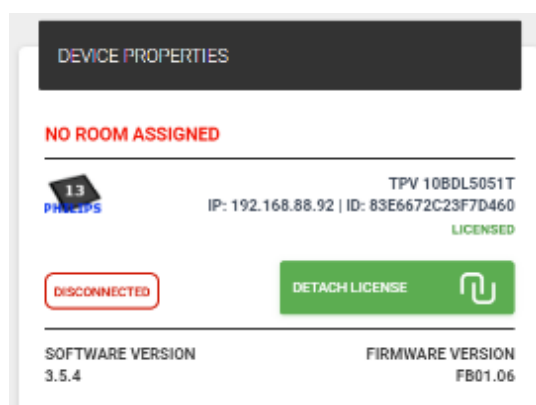 DEVICE PROPERTIES
NO ROOM ASSIGNED
13
PHILIPS
TPV 10BDL5051T
IP: 192.168.88.92 | ID: 83E6672C23F7D460
LICENSED
DISCONNECTED
DETACH LICENSE
SOFTWARE VERSION
3.5.4
FIRMWARE VERSION
FB01.06